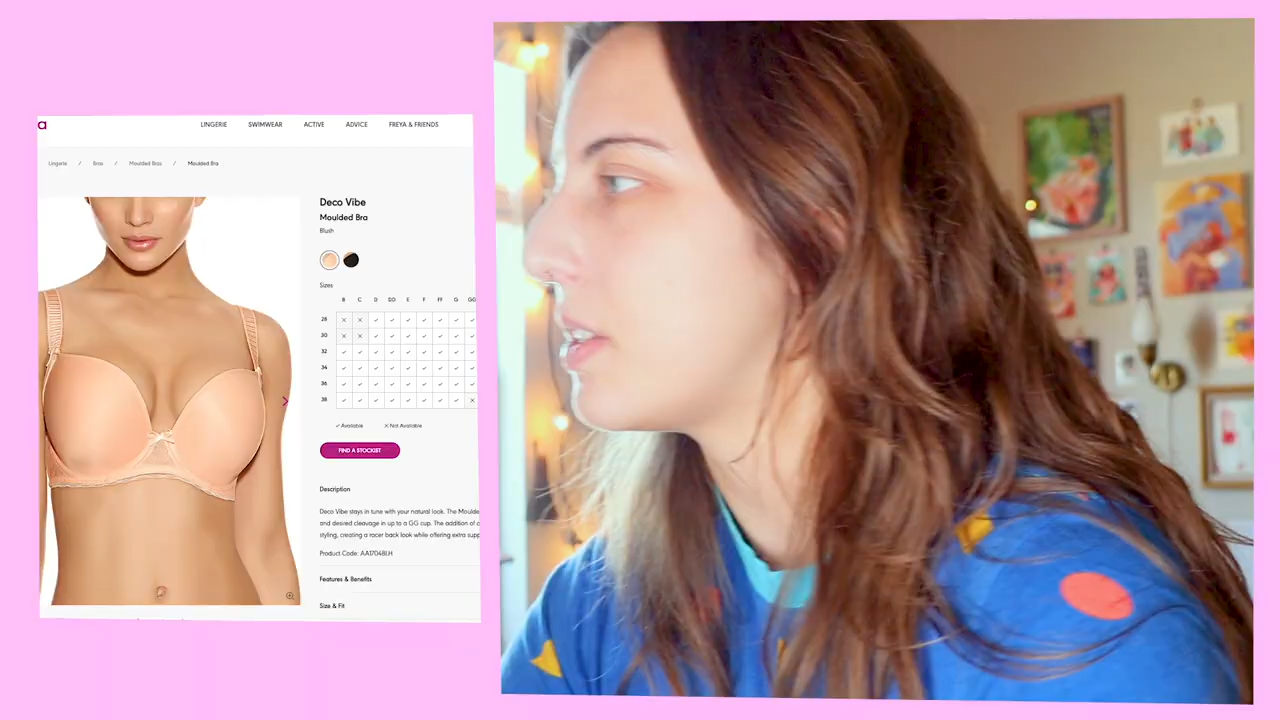 a
LINGERIE SWIMWEAR ACTIVE ADVICE FREYA & FRIENDS
Lingerie / Bras / Moulded Bras / Moulded Bra
Deco Vibe
Moulded Bra
Blush
Sizes
B C D DD E F FF G GG
28 × × ✓ ✓ ✓ ✓ ✓ ✓ ✓
30 × × ✓ ✓ ✓ ✓ ✓ ✓ ✓
32 ✓ ✓ ✓ ✓ ✓ ✓ ✓ ✓ ✓
34 ✓ ✓ ✓ ✓ ✓ ✓ ✓ ✓ ✓
36 ✓ ✓ ✓ ✓ ✓ ✓ ✓ ✓ ✓
38 ✓ ✓ ✓ ✓ ✓ ✓ ✓ ✓ ×
✓ Available × Not Available
FIND A STOCKIST
Description
Deco Vibe stays in tune with your natural look. The Moulde
and desired cleavage in up to a GG cup. The addition of
styling, creating a racer back look while offering extra supp
Product Code: AA17048LH
Features & Benefits
Size & Fit